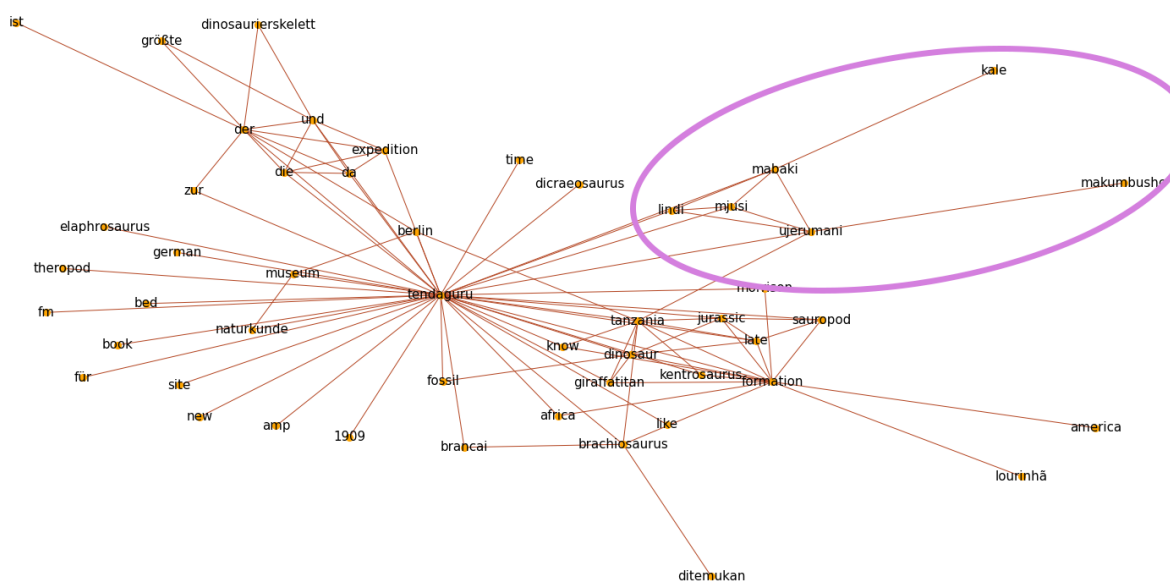 ist
dinosaurierskelett
größte
kale
und
der
expedition
time
mabaki
die
da
dicraeosaurus
makumbusho
zur
mjusi
lindi
elaphrosaurus
berlin
ujerumani
german
theropod
museum
tendaguru
morrison
bed
fm
tanzania
jurassic
sauropod
naturkunde
late
book
know
dinosaur
für
kentrosaurus
site
fossil
giraffatitan
formation
new
africa
amp
like
america
1909
brancai
brachiosaurus
lourinhã
ditemukan